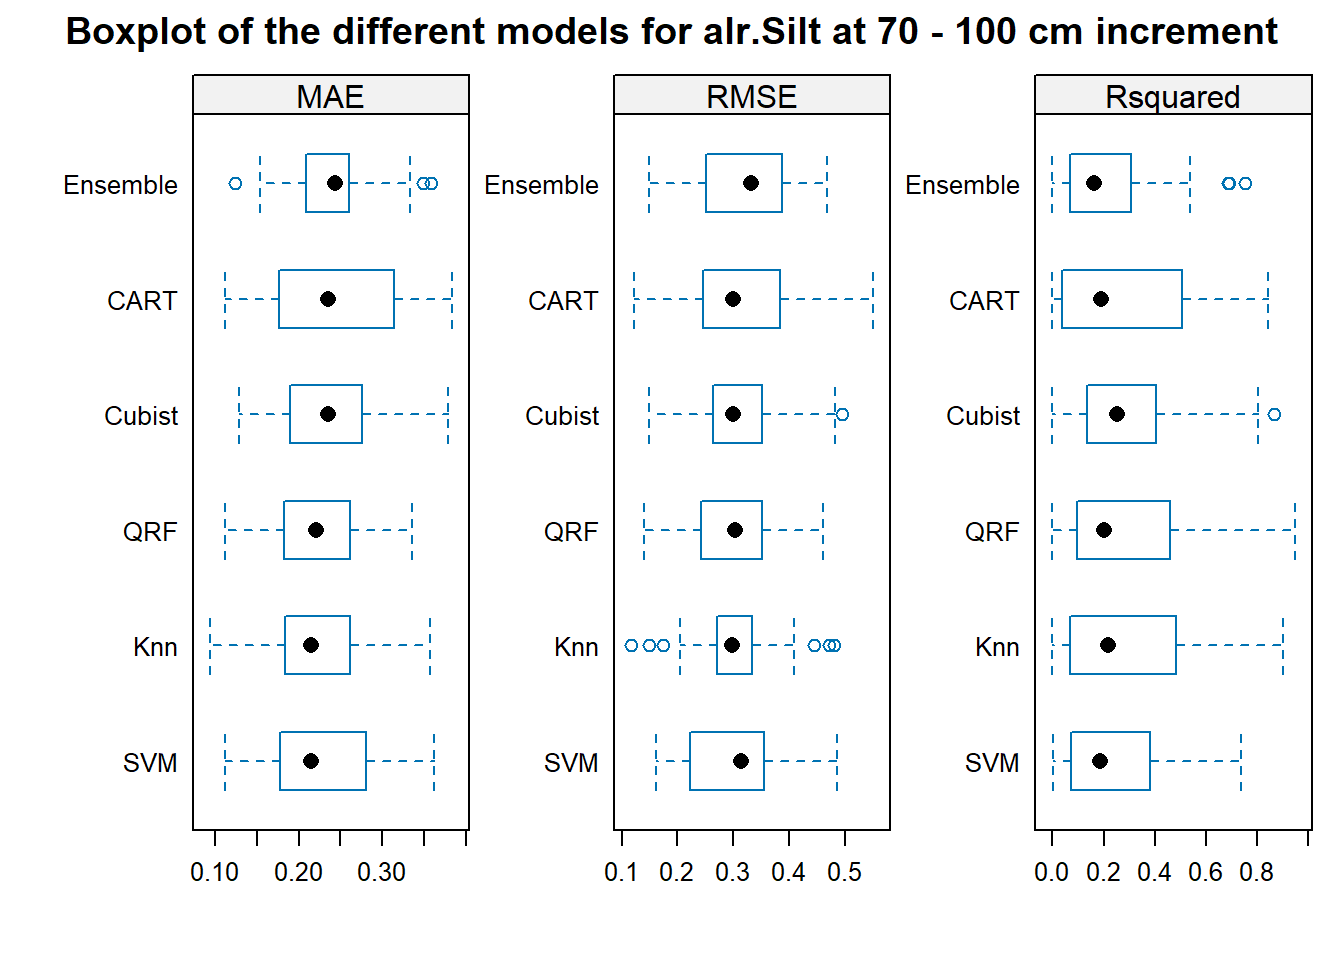 Boxplot of the different models for alr.Silt at 70 - 100 cm increment
MAE
Ensemble
CART
Cubist
QRF
Knn
SVM
0.10 0.20 0.30
RMSE
Ensemble
CART
Cubist
QRF
Knn
SVM
0.1 0.2 0.3 0.4 0.5
Rsquared
Ensemble
CART
Cubist
QRF
Knn
SVM
0.0 0.2 0.4 0.6 0.8